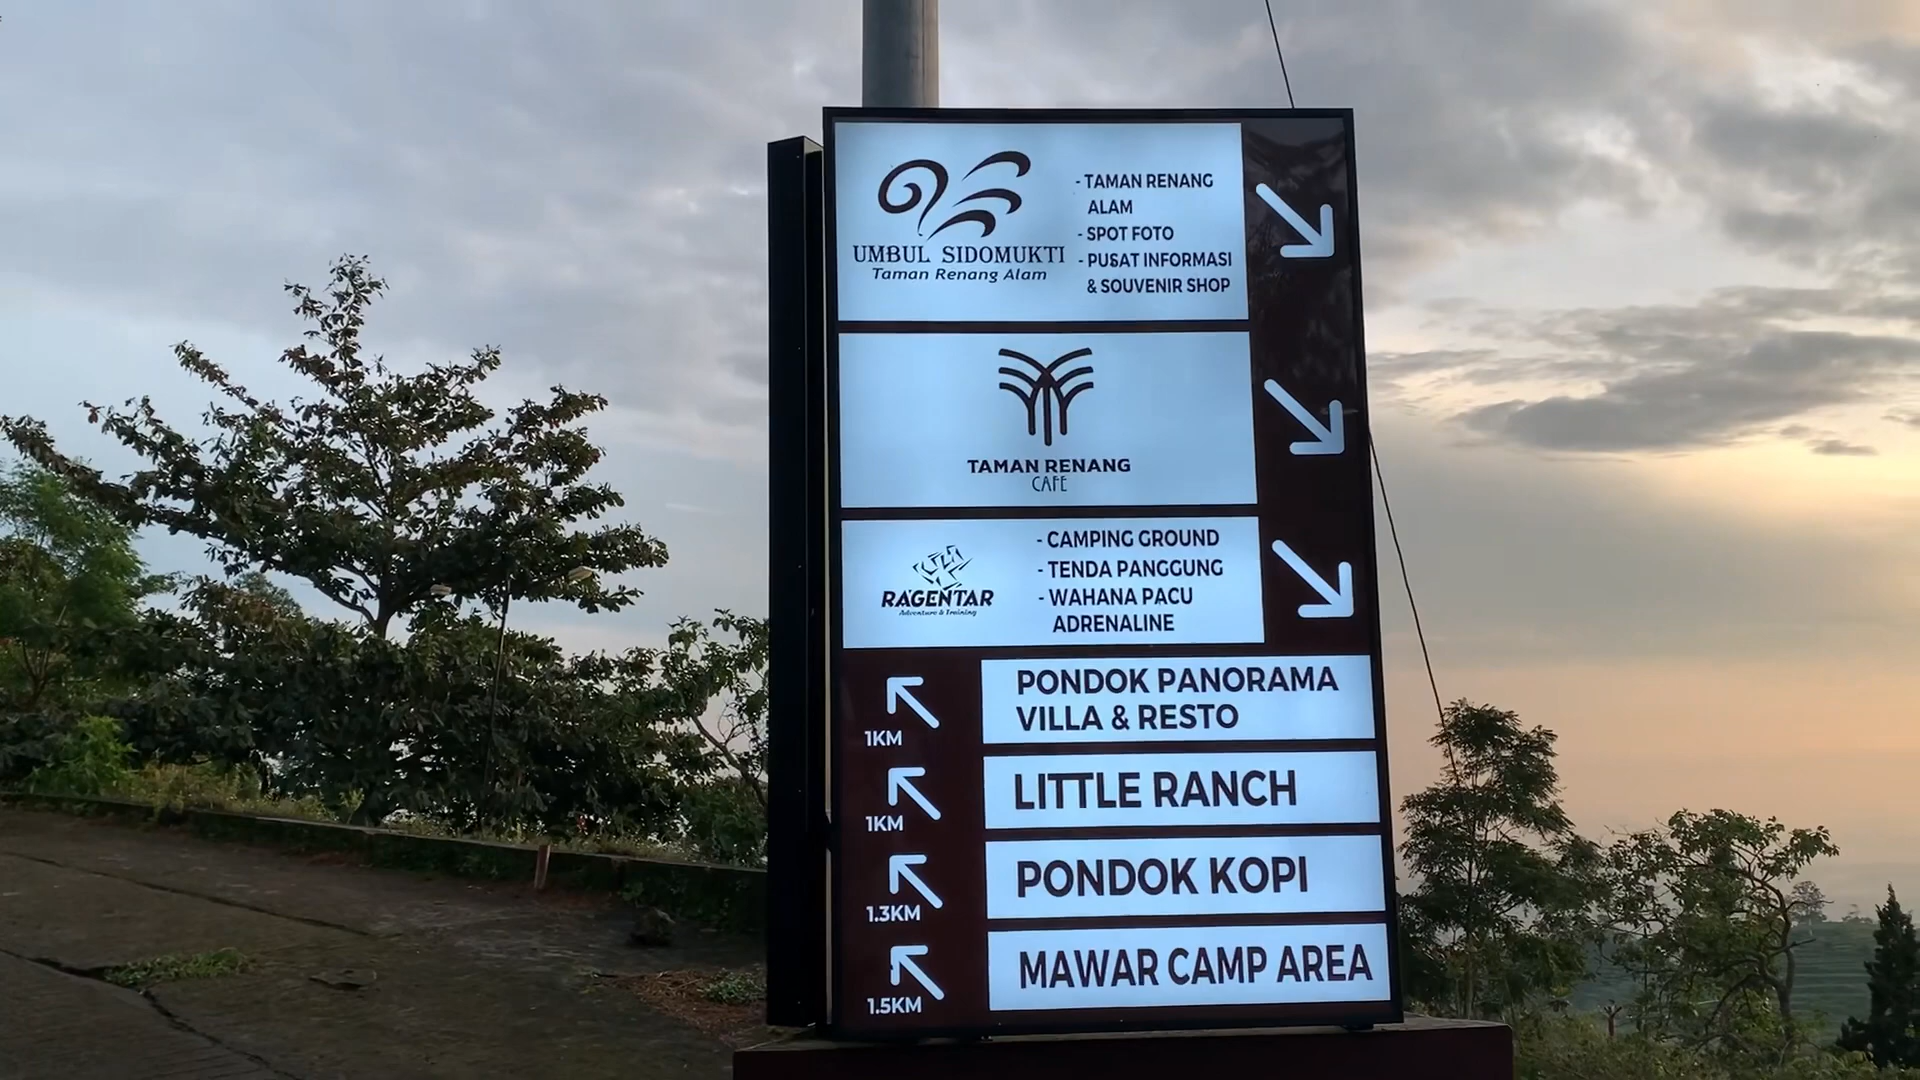 UMBUL SIDOMUKTI
Taman Renang Alam
- TAMAN RENANG
ALAM
- SPOT FOTO
- PUSAT INFORMASI
& SOUVENIR SHOP
TAMAN RENANG
CAFE
RAGENTAR
Adventure & Training
- CAMPING GROUND
- TENDA PANGGUNG
- WAHANA PACU
ADRENALINE
1KM
PONDOK PANORAMA
VILLA & RESTO
1KM
LITTLE RANCH
1.3KM
PONDOK KOPI
1.5KM
MAWAR CAMP AREA